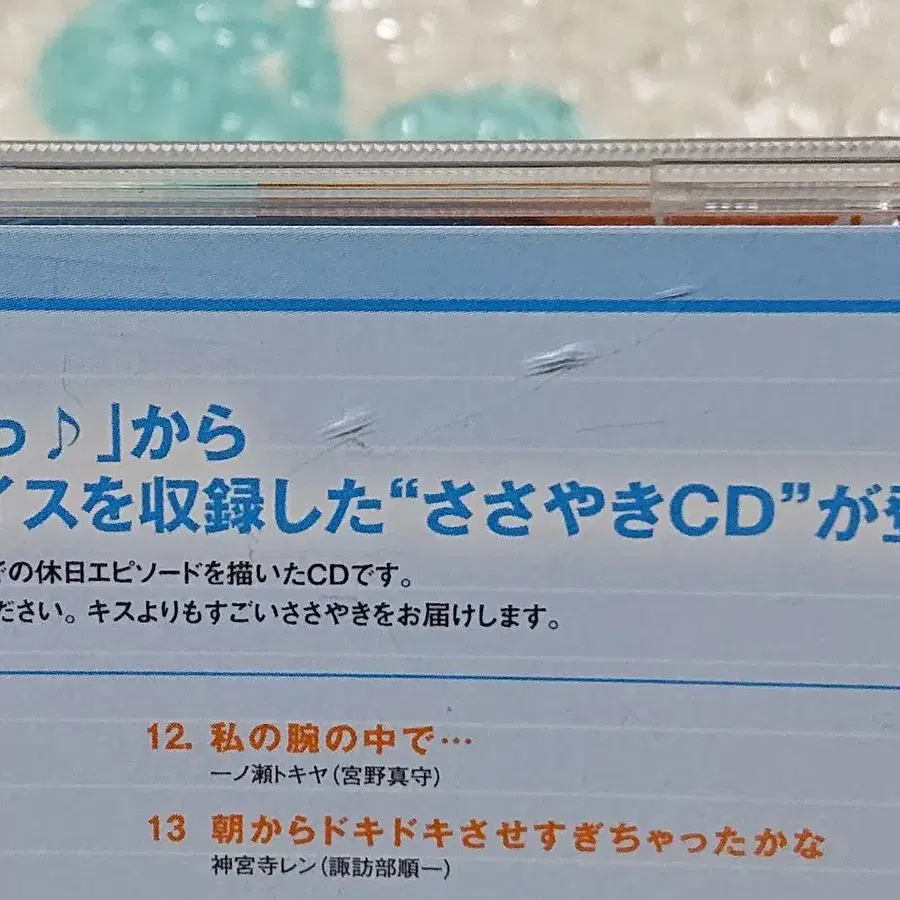 っ♪」から
イスを収録した“ささやきCD”が登
での休日エピソードを描いたCDです。
ださい。キスよりもすごいささやきをお届けします。
12. 私の腕の中で…
一ノ瀬トキヤ(宮野真守)
13 朝からドキドキさせすぎちゃったかな
神宮寺レン(諏訪部順一)